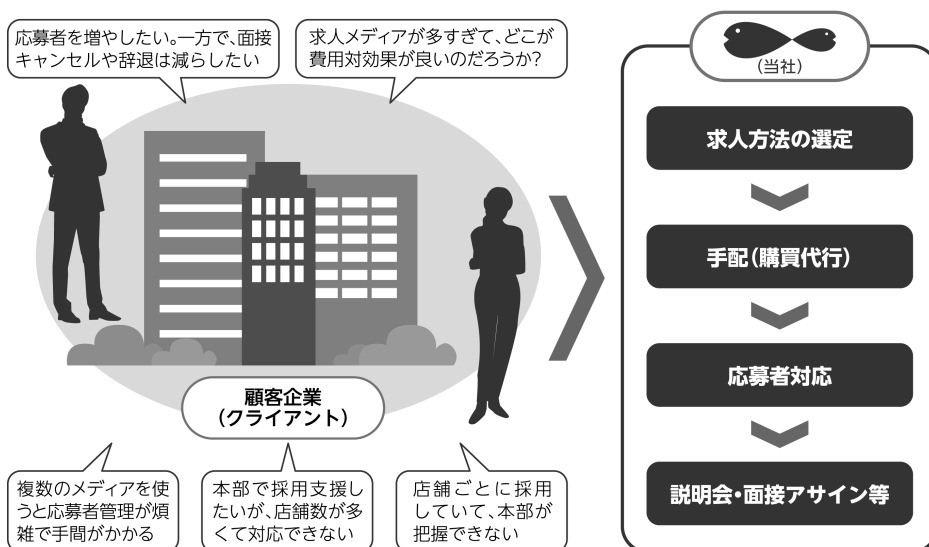 応募者を増やしたい。一方で、面接
キャンセルや辞退は減らしたい
求人メディアが多すぎて、どこが
費用対効果が良いのだろうか?
顧客企業
(クライアント)
複数のメディアを使
うと応募者管理が煩
雑で手間がかかる
本部で採用支援し
たいが、店舗数が多
くて対応できない
店舗ごとに採用
していて、本部が
把握できない
(当社)
求人方法の選定
手配(購買代行)
応募者対応
説明会・面接アサイン等